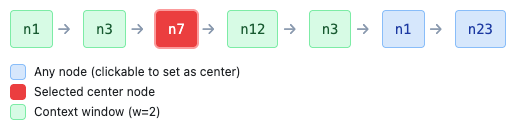 n1 → n3 → n7 → n12 → n3 → n1 → n23
Any node (clickable to set as center)
Selected center node
Context window (w=2)